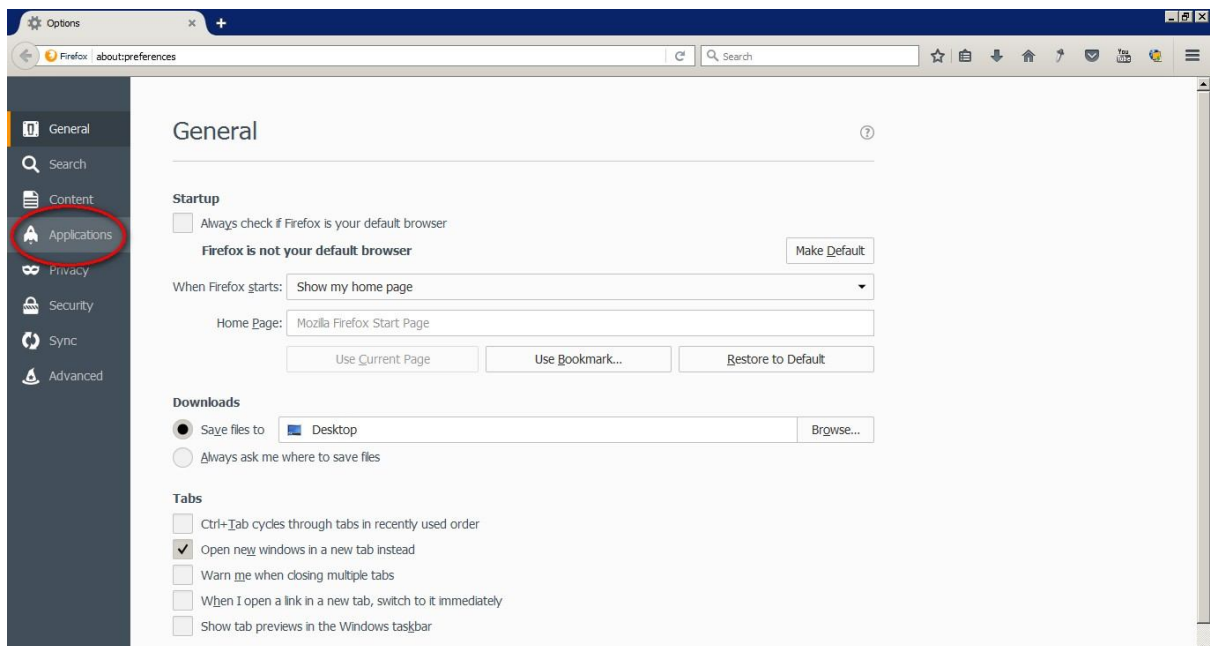 Options
Firefox about:preferences
Search
You
Tube
General
Search
Content
Applications
Privacy
Security
Sync
Advanced
General
?
Startup
Always check if Firefox is your default browser
Firefox is not your default browser
Make Default
When Firefox starts: Show my home page
Home Page: Mozilla Firefox Start Page
Use Current Page Use Bookmark... Restore to Default
Downloads
Save files to Desktop Browse...
Always ask me where to save files
Tabs
Ctrl+Tab cycles through tabs in recently used order
Open new windows in a new tab instead
Warn me when closing multiple tabs
When I open a link in a new tab, switch to it immediately
Show tab previews in the Windows taskbar